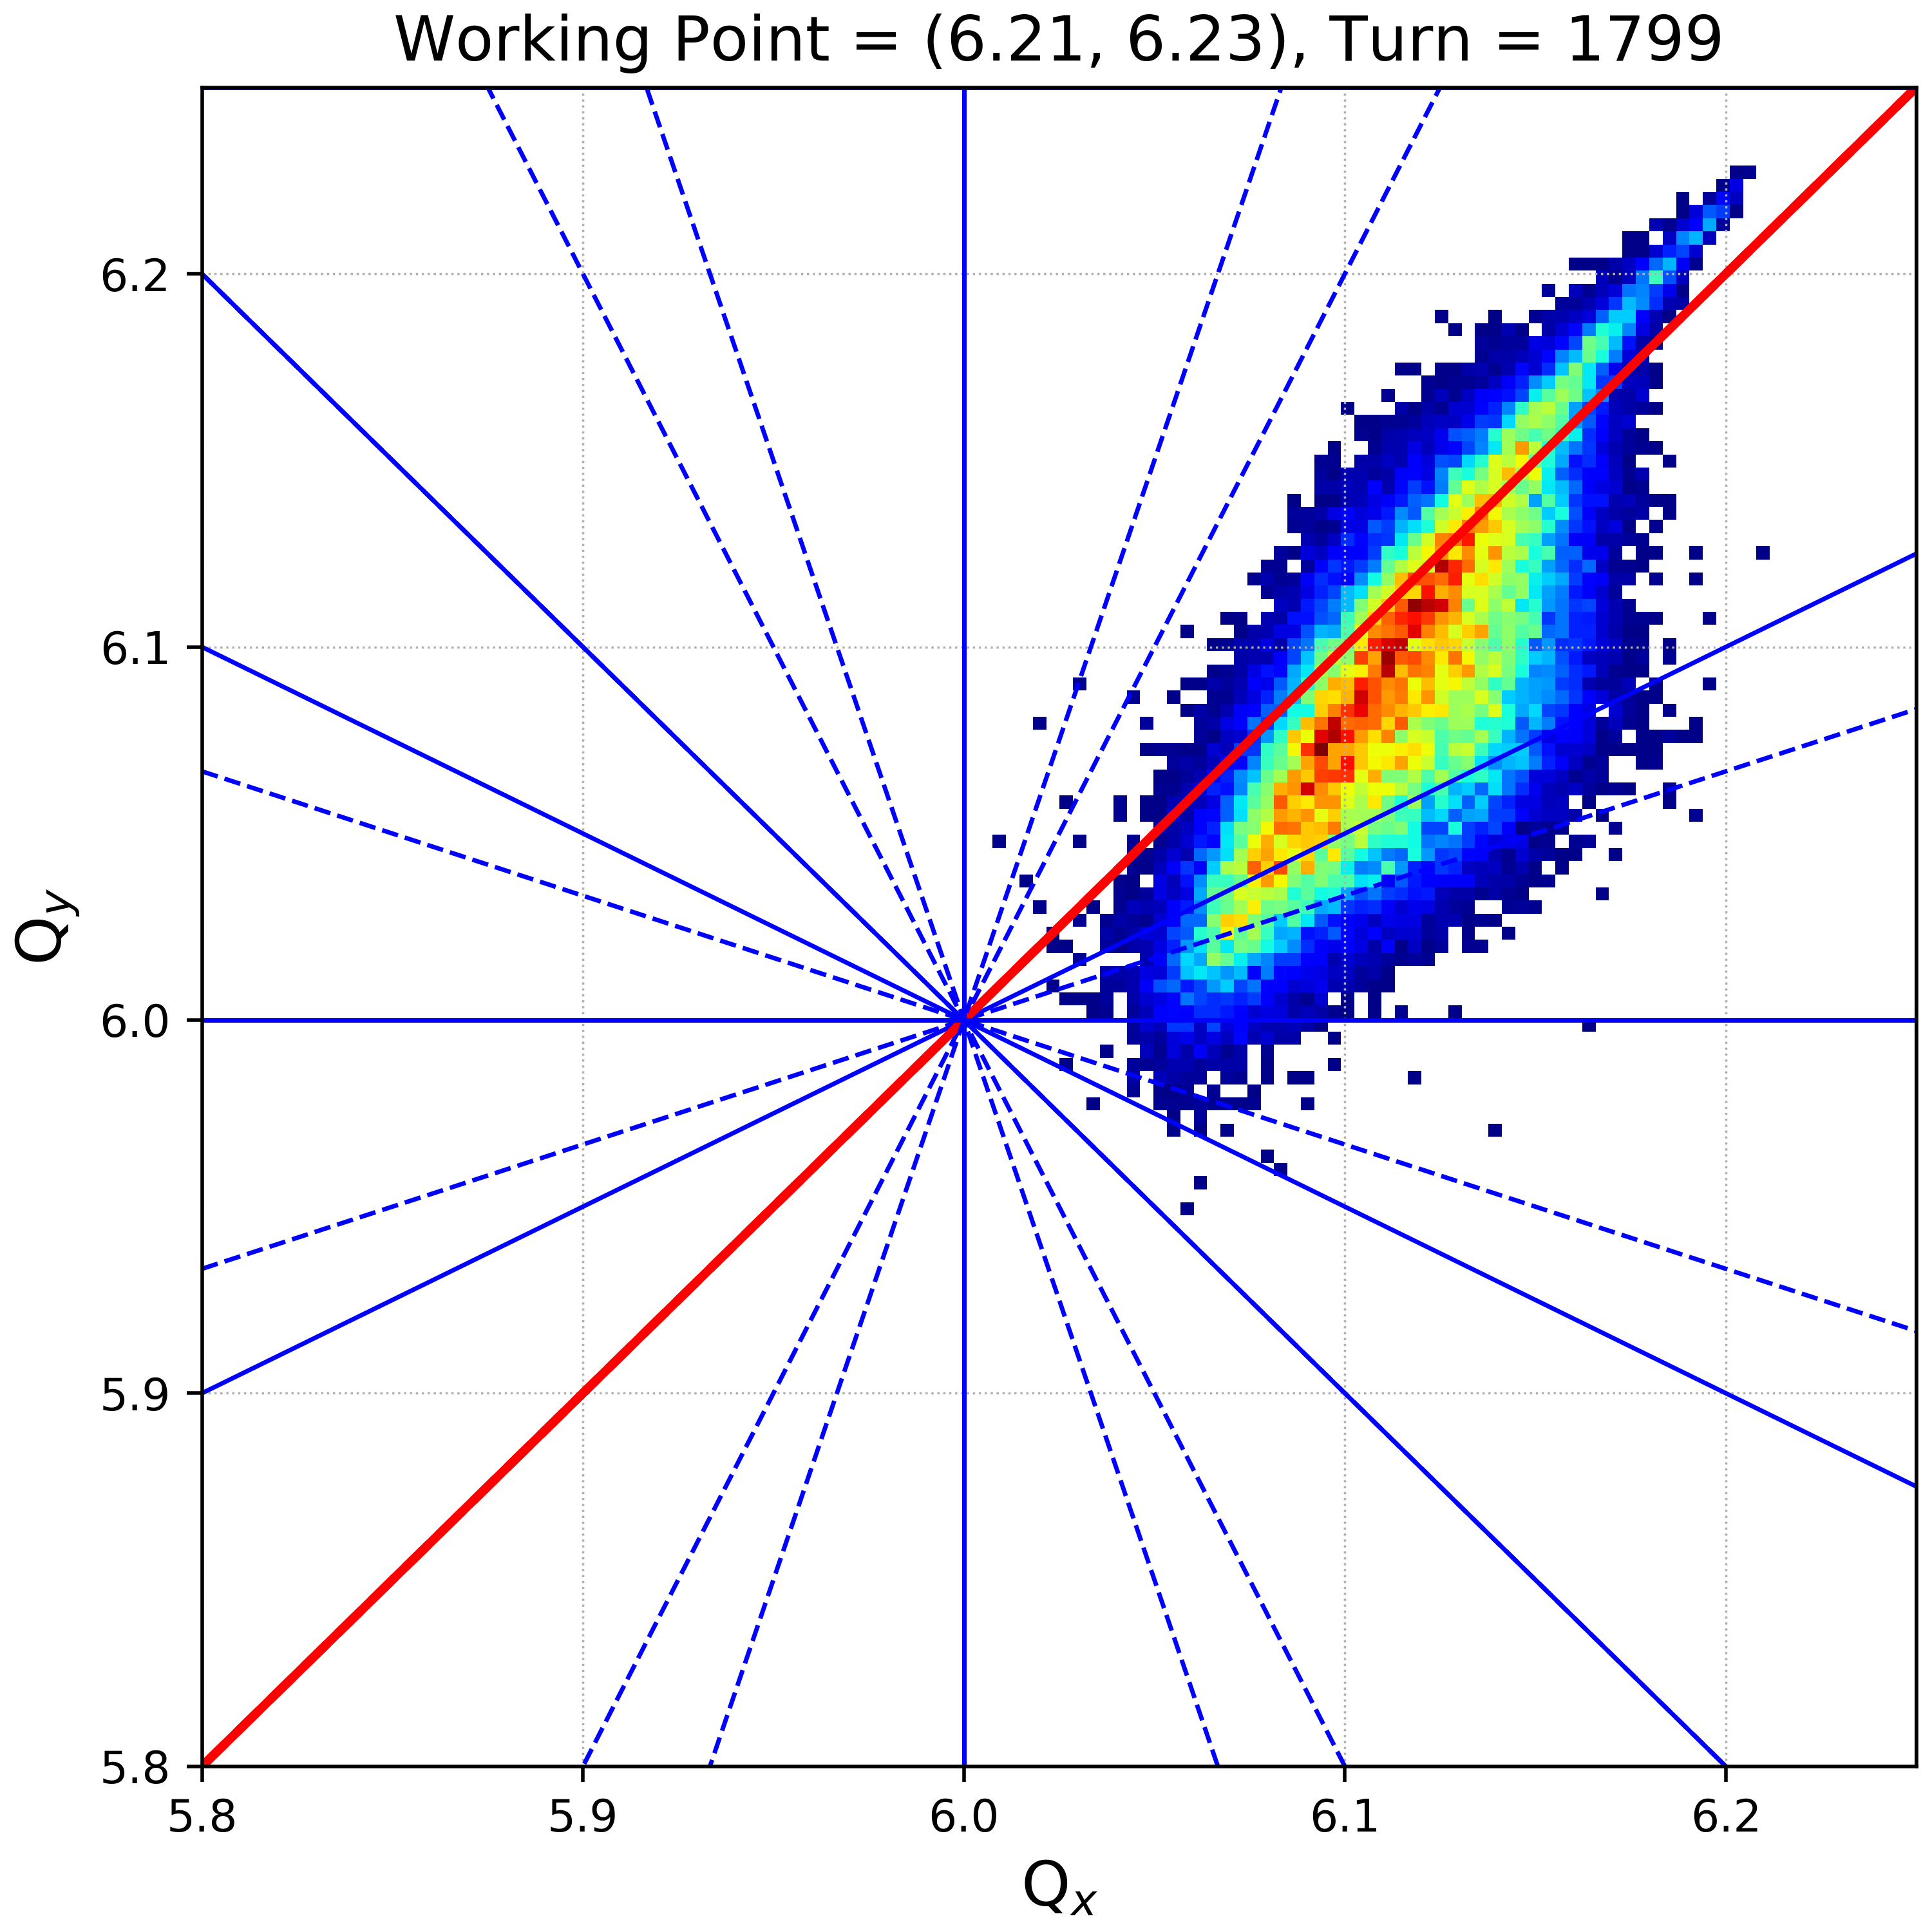 Working Point = (6.21, 6.23), Turn = 1799
6.2
6.1
6.0
5.9
5.8
Qy
5.8 5.9 6.0 6.1 6.2
Qx